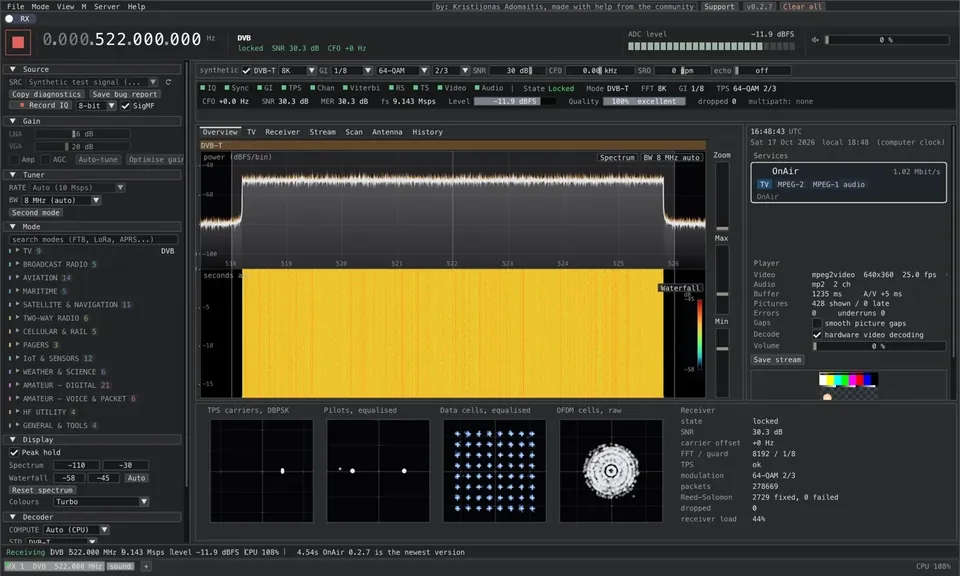 File Mode View M Server Help
by: Kristijonas Adomaitis, made with help from the community Support v0.2.7 Clear all
RX
0.000.522.000.000 Hz
DVB
locked SNR 30.3 dB CFO +0 Hz
ADC level -11.9 dBFS
0 %
Source
SRC Synthetic test signal (...
Copy diagnostics Save bug report
Record IQ 8-bit SigMF
Gain
LNA 16 dB
VGA 20 dB
Amp AGC Auto-tune Optimise gain
Tuner
RATE Auto (10 Msps)
BW 8 MHz (auto)
Second mode
Mode
search modes (FT8, LoRa, APRS...)
TV 9 DVB
BROADCAST RADIO 5
AVIATION 14
MARITIME 5
SATELLITE & NAVIGATION 11
TWO-WAY RADIO 6
CELLULAR & RAIL 5
PAGERS 3
IoT & SENSORS 12
WEATHER & SCIENCE 6
AMATEUR — DIGITAL 21
AMATEUR — VOICE & PACKET 6
HF UTILITY 4
GENERAL & TOOLS 4
Display
Peak hold
Spectrum -110 -30
Waterfall -58 -45 Auto
Reset spectrum
Colours Turbo
Decoder
COMPUTE Auto (CPU)
STD DVB-T
synthetic DVB-T 8K GI 1/8 64-QAM 2/3 SNR 30 dB CFO 0.00 kHz SRO 0 ppm echo off
IQ Sync GI TPS Chan Viterbi RS TS Video Audio State Locked Mode DVB-T FFT 8K GI 1/8 TPS 64-QAM 2/3
CFO +0.0 Hz SNR 30.3 dB MER 30.3 dB fs 9.143 Msps Level -11.9 dBFS Quality 100% excellent dropped 0 multipath: none
Overview TV Receiver Stream Scan Antenna History
DVB-T
power (dBFS/bin) Spectrum BW 8 MHz auto
-40
-60
-100
518 519 520 521 522 523 524 525 526
seconds a
Waterfall
-5
-10
-15
-45
-58
Zoom
Max
Min
16:48:43 UTC
Sat 17 Oct 2026 local 18:48 (computer clock)
Services
OnAir 1.02 Mbit/s
TV MPEG-2 MPEG-1 audio
OnAir
Player
Video mpeg2video 640x360 25.0 fps
Audio mp2 2 ch
Buffer 1235 ms A/V +5 ms
Pictures 428 shown / 0 late
Errors 0 underruns 0
Gaps smooth picture gaps
Decode hardware video decoding
Volume 0 %
Save stream
TPS carriers, DBPSK
Pilots, equalised
Data cells, equalised
OFDM cells, raw
Receiver
state locked
SNR 30.3 dB
carrier offset +0 Hz
FFT / guard 8192 / 1/8
TPS ok
modulation 64-QAM 2/3
packets 278669
Reed-Solomon 2729 fixed, 0 failed
dropped 0
receiver load 44%
Receiving DVB 522.000 MHz 9.143 Msps level -11.9 dBFS CPU 108% 4.54s OnAir 0.2.7 is the newest version
RX 1 DVB 522.000 MHz sound + CPU 108%